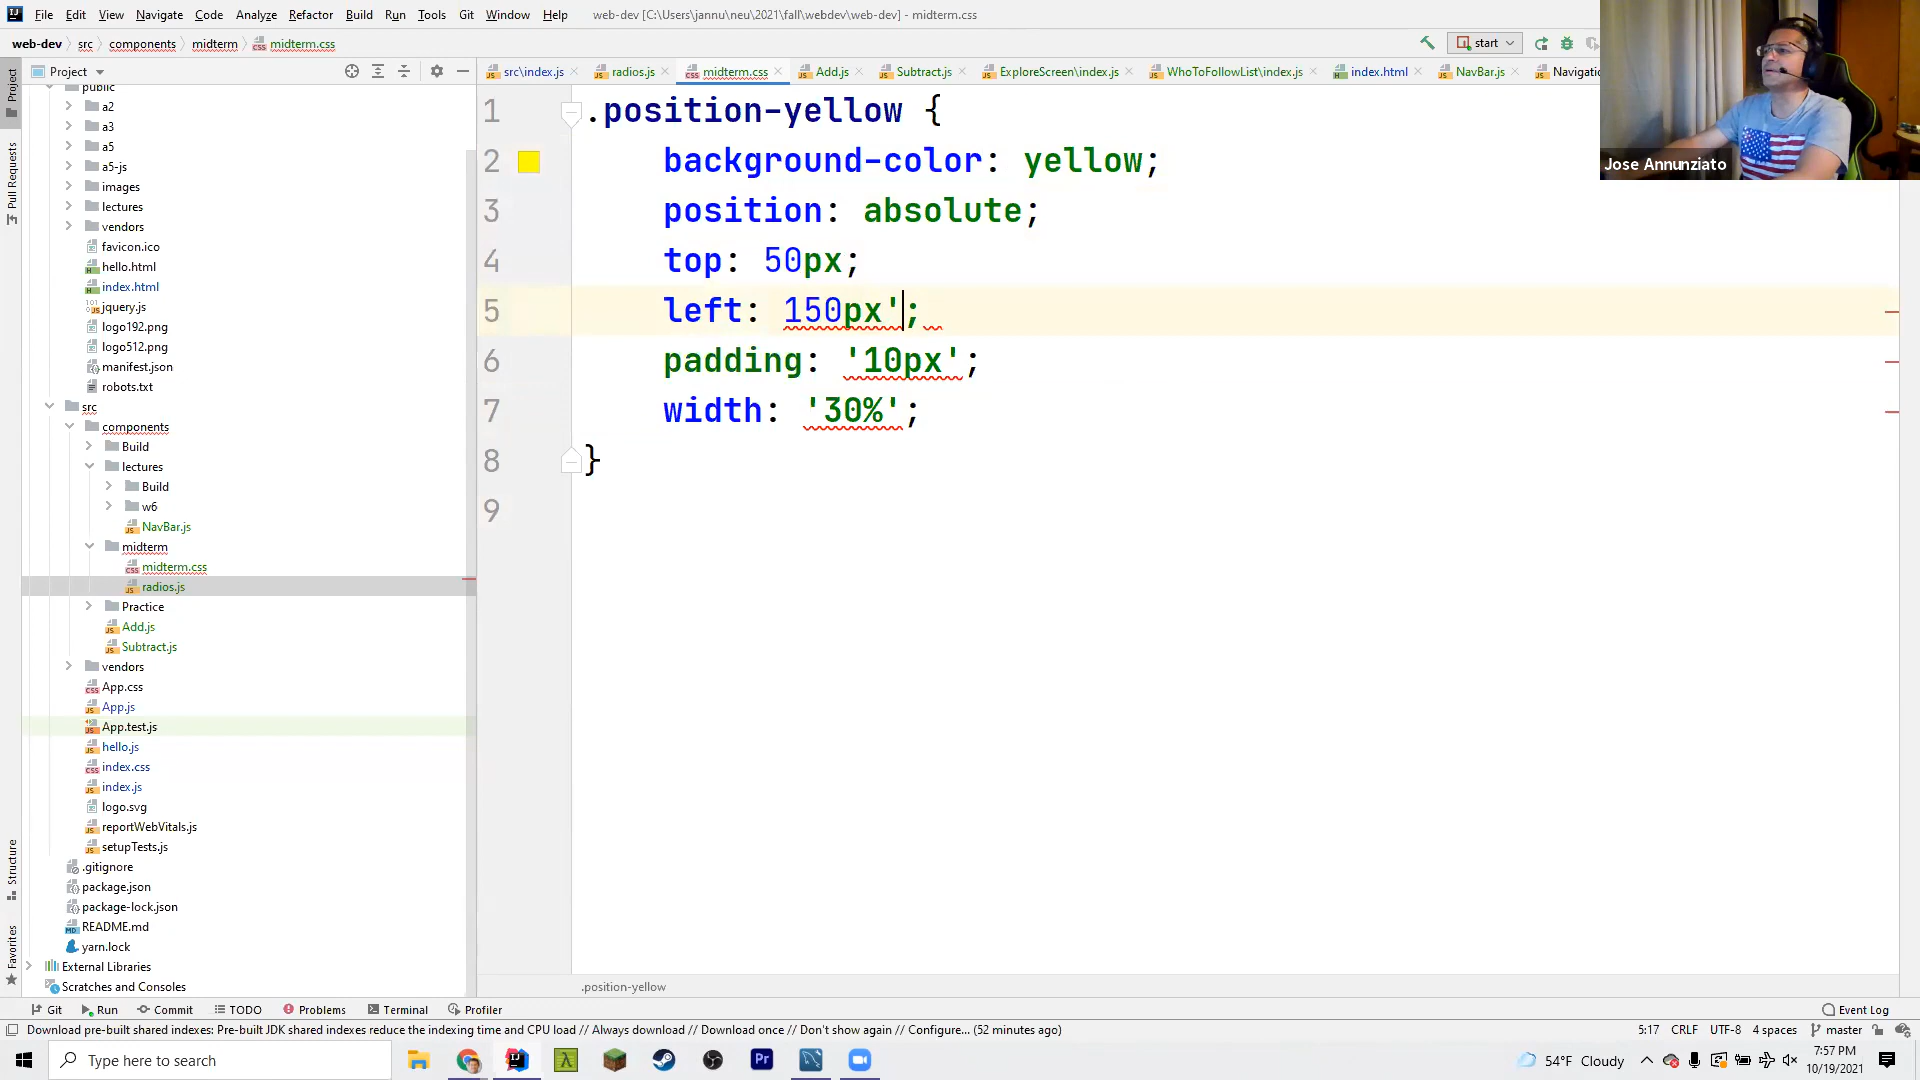 File Edit View Navigate Code Analyze Refactor Build Run Tools Git Window Help web-dev [C:\Users\jannu\neu\2021\fall\webdev\web-dev] - midterm.css
web-dev src components midterm midterm.css start
Project
src\index.js radios.js midterm.css Add.js Subtract.js ExploreScreen\index.js WhoToFollowList\index.js index.html NavBar.js Navigatio
Jose Annunziato
Project
Pull Requests
Structure
Favorites
public
a2
a3
a5
a5-js
images
lectures
vendors
favicon.ico
hello.html
index.html
jquery.js
logo192.png
logo512.png
manifest.json
robots.txt
src
components
Build
lectures
Build
w6
NavBar.js
midterm
midterm.css
radios.js
Practice
Add.js
Subtract.js
vendors
App.css
App.js
App.test.js
hello.js
index.css
index.js
logo.svg
reportWebVitals.js
setupTests.js
.gitignore
package.json
package-lock.json
README.md
yarn.lock
External Libraries
Scratches and Consoles
1 .position-yellow {
2 background-color: yellow;
3 position: absolute;
4 top: 50px;
5 left: 150px';
6 padding: '10px';
7 width: '30%';
8 }
9
.position-yellow
Git Run Commit TODO Problems Terminal Profiler Event Log
Download pre-built shared indexes: Pre-built JDK shared indexes reduce the indexing time and CPU load // Always download // Download once // Don't show again // Configure... (52 minutes ago) 5:17 CRLF UTF-8 4 spaces master
Type here to search 54°F Cloudy 7:57 PM
10/19/2021